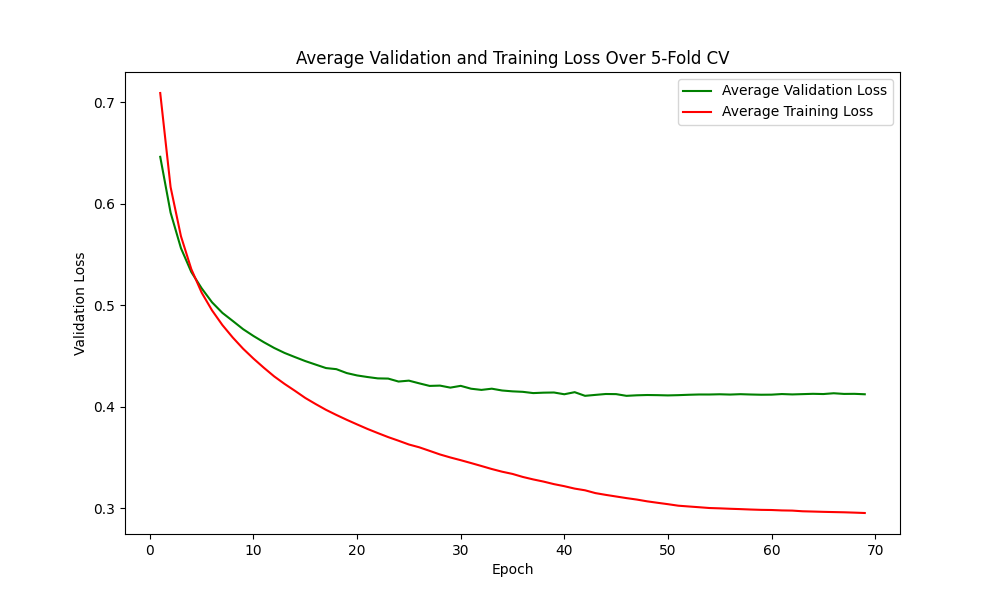 Average Validation and Training Loss Over 5-Fold CV
Average Validation Loss
Average Training Loss
0.7
0.6
0.5
0.4
0.3
Validation Loss
0 10 20 30 40 50 60 70
Epoch